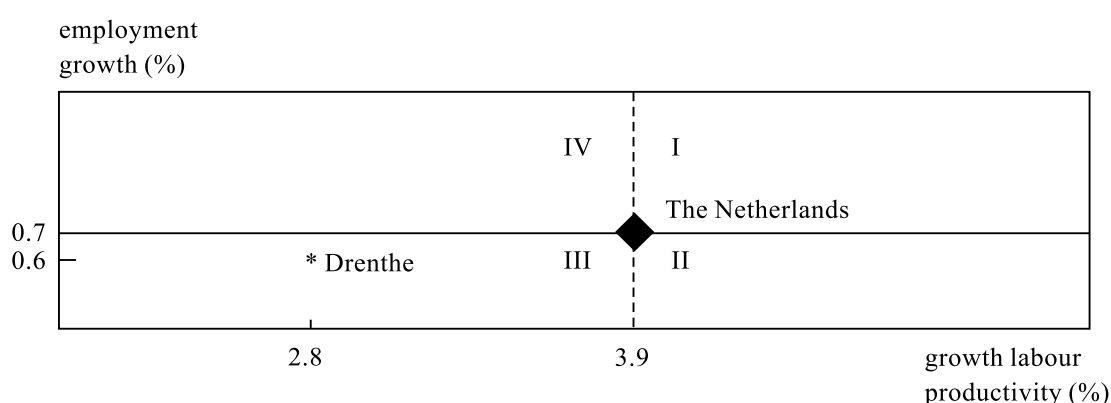 employment
growth (%)
IV
I
The Netherlands
0.7
0.6
* Drenthe
III
II
2.8
3.9
growth labour
productivity (%)